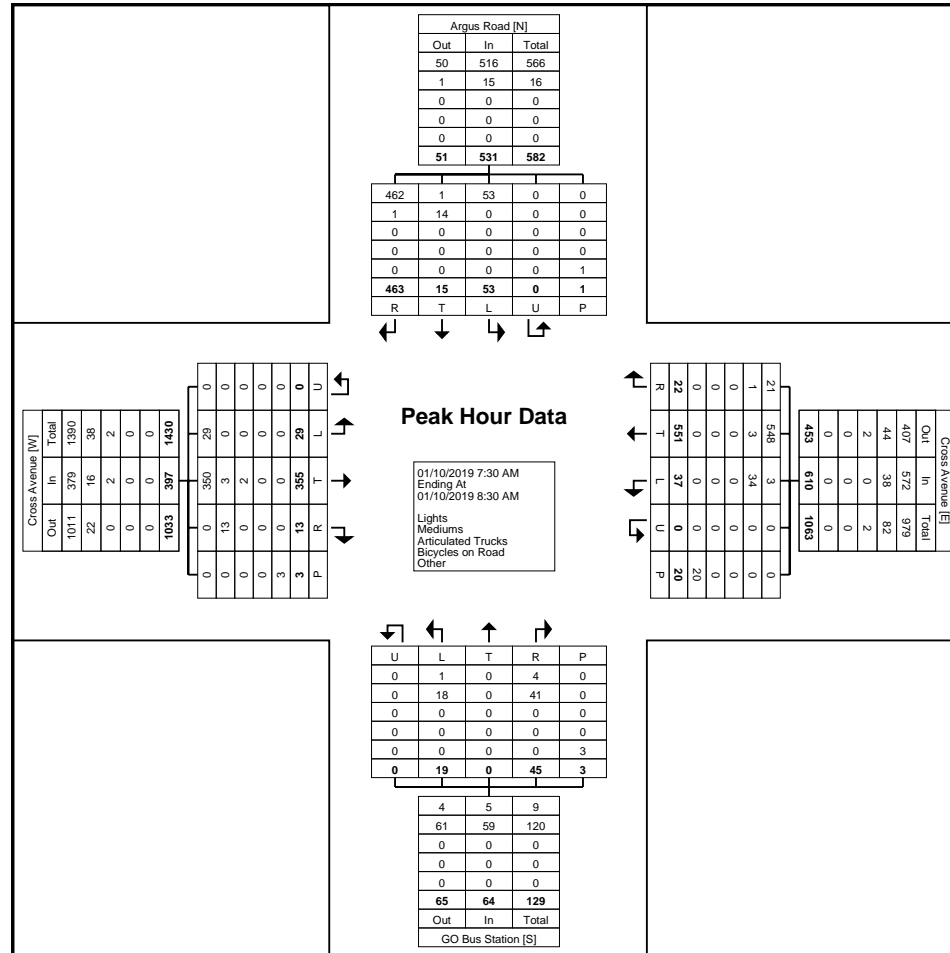 Argus Road [N]
Out In Total
50 516 566
1 15 16
0 0 0
0 0 0
0 0 0
51 531 582
462 1 53 0 0
1 14 0 0 0
0 0 0 0 0
0 0 0 0 0
0 0 0 0 1
463 15 53 0 1
R T L U P
Cross Avenue [W]
Total 1390 38 2 0 0 1430
In 379 16 2 0 0 397
Out 1011 22 0 0 0 1033
0 0 0 0 0 0 U
29 0 0 0 0 29 L
350 3 2 0 0 355 T
0 13 0 0 0 13 R
0 0 0 0 3 3 P
Peak Hour Data
01/10/2019 7:30 AM
Ending At
01/10/2019 8:30 AM
Lights
Mediums
Articulated Trucks
Bicycles on Road
Other
R 22 0 0 0 1 21
T 551 0 0 0 3 548
L 37 0 0 0 34 3
U 0 0 0 0 0 0
P 20 20 0 0 0 0
453 0 0 2 44 407 Out
610 0 0 0 38 572 In
1063 0 0 2 82 979 Total
Cross Avenue [E]
U L T R P
0 1 0 4 0
0 18 0 41 0
0 0 0 0 0
0 0 0 0 0
0 0 0 0 3
0 19 0 45 3
4 5 9
61 59 120
0 0 0
0 0 0
0 0 0
65 64 129
Out In Total
GO Bus Station [S]